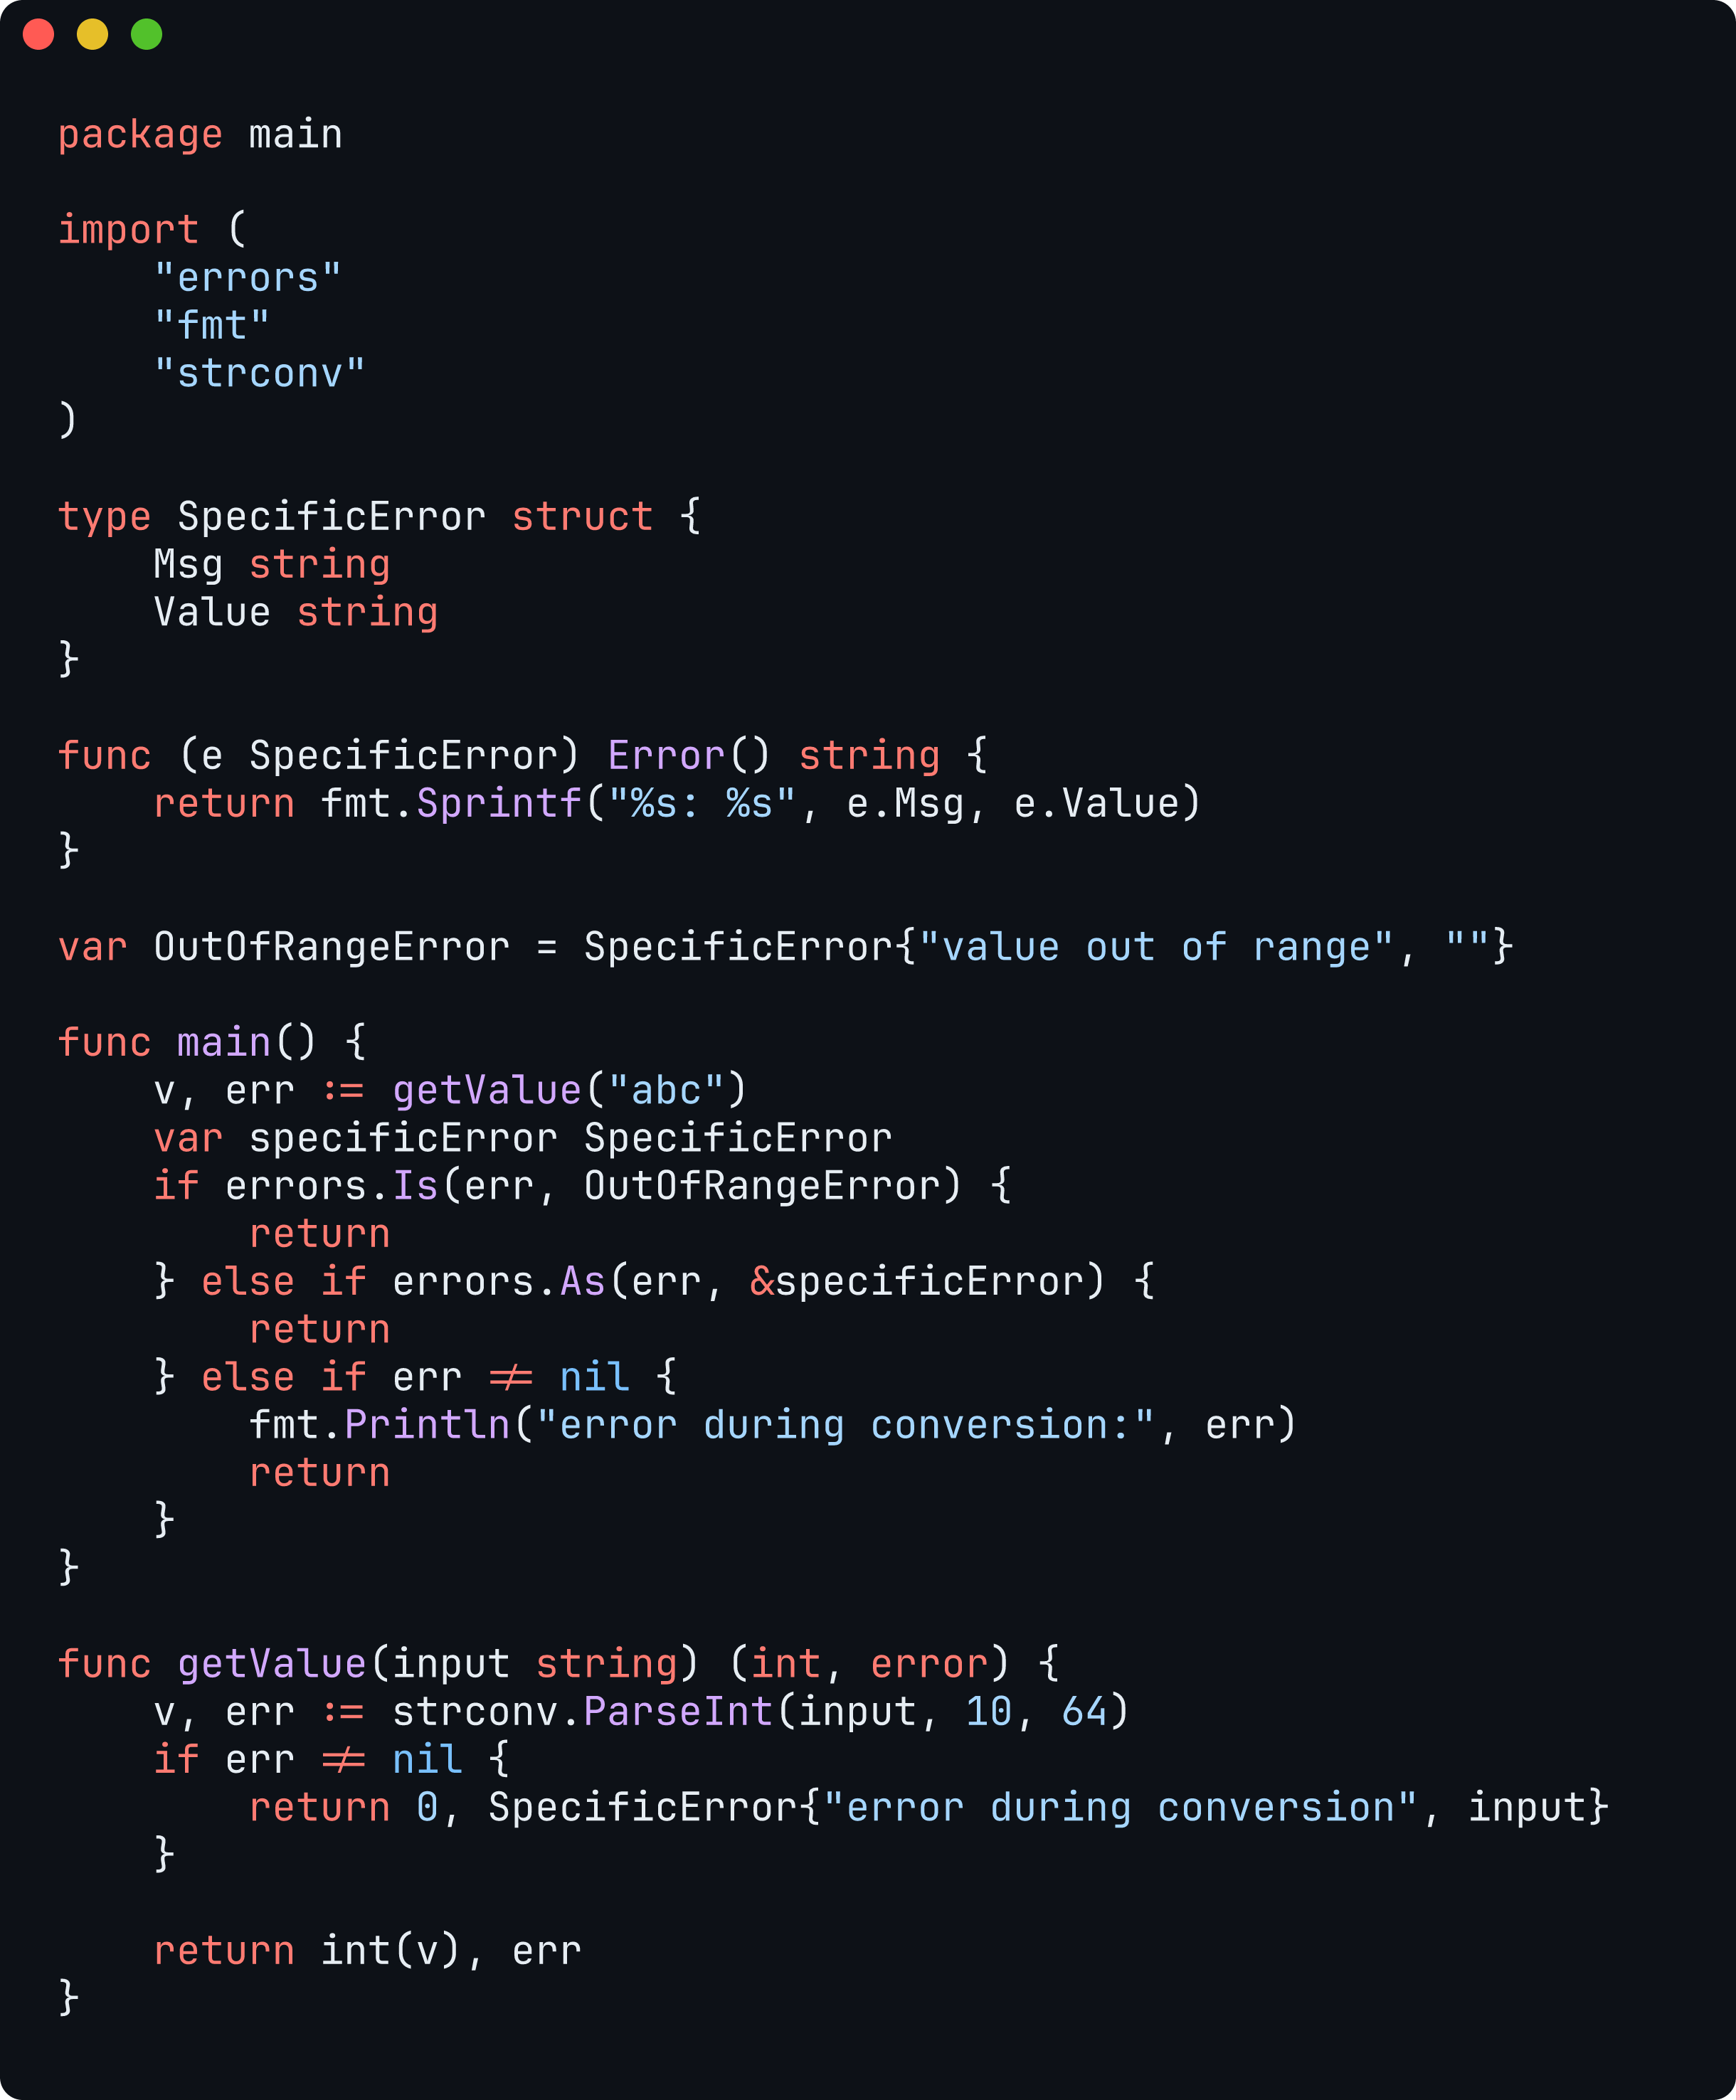 package main

import (
    "errors"
    "fmt"
    "strconv"
)

type SpecificError struct {
    Msg string
    Value string
}

func (e SpecificError) Error() string {
    return fmt.Sprintf("%s: %s", e.Msg, e.Value)
}

var OutOfRangeError = SpecificError{"value out of range", ""}

func main() {
    v, err := getValue("abc")
    var specificError SpecificError
    if errors.Is(err, OutOfRangeError) {
        return
    } else if errors.As(err, &specificError) {
        return
    } else if err != nil {
        fmt.Println("error during conversion:", err)
        return
    }
}

func getValue(input string) (int, error) {
    v, err := strconv.ParseInt(input, 10, 64)
    if err != nil {
        return 0, SpecificError{"error during conversion", input}
    }

    return int(v), err
}